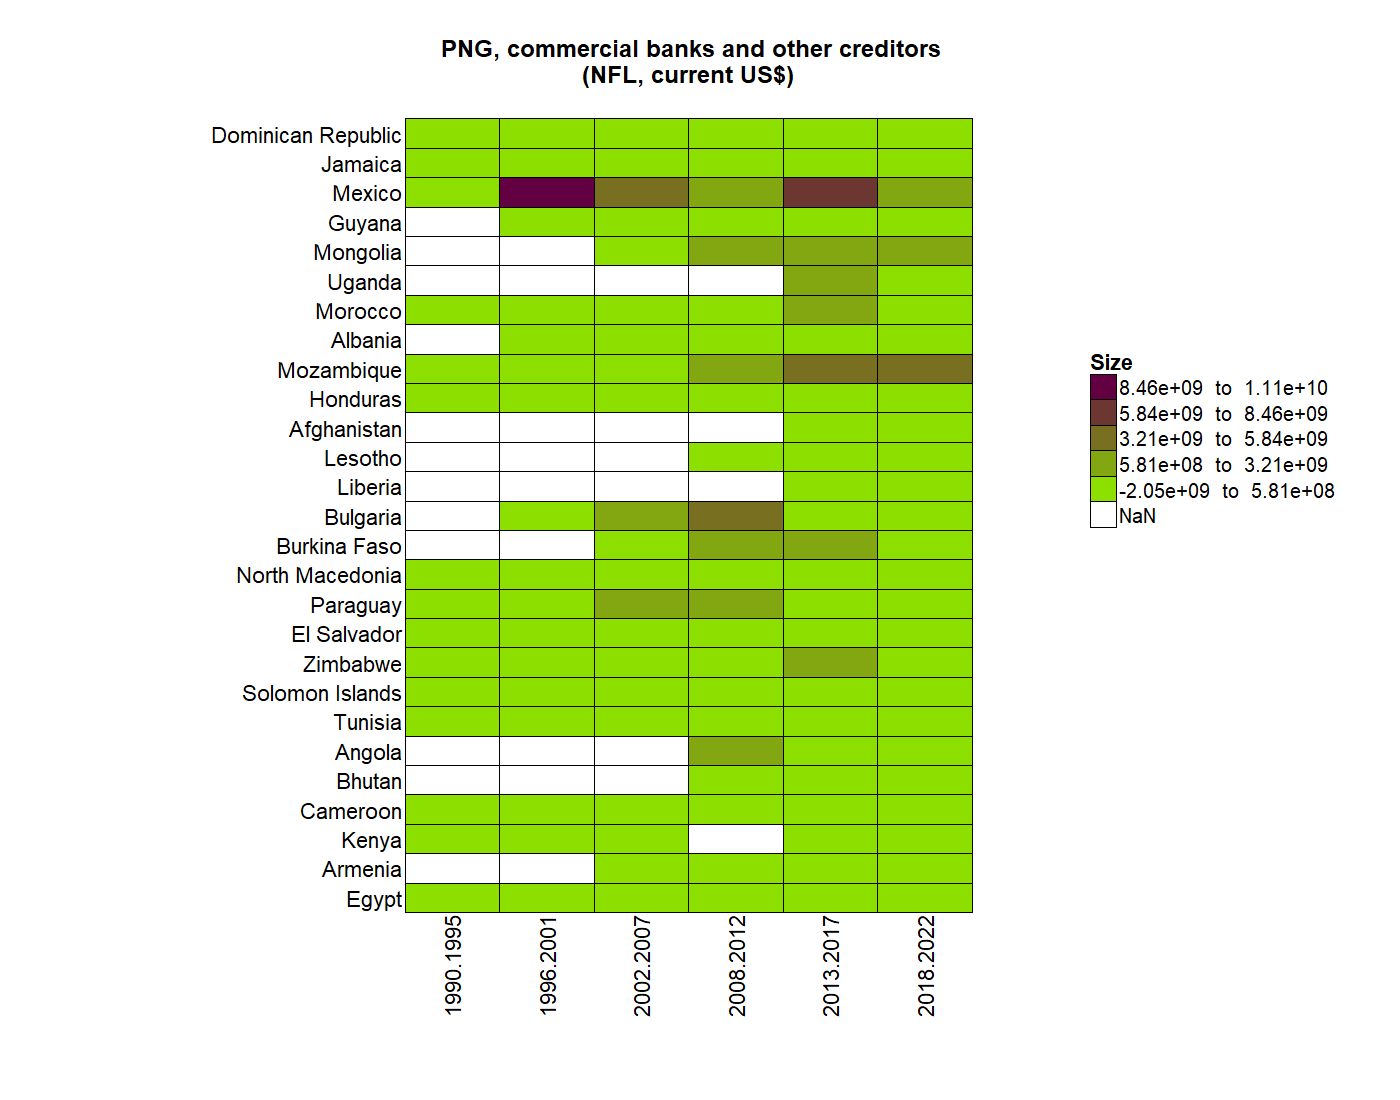 PNG, commercial banks and other creditors
(NFL, current US$)
Dominican Republic
Jamaica
Mexico
Guyana
Mongolia
Uganda
Morocco
Albania
Mozambique
Honduras
Afghanistan
Lesotho
Liberia
Bulgaria
Burkina Faso
North Macedonia
Paraguay
El Salvador
Zimbabwe
Solomon Islands
Tunisia
Angola
Bhutan
Cameroon
Kenya
Armenia
Egypt
1990.1995
1996.2001
2002.2007
2008.2012
2013.2017
2018.2022
Size
8.46e+09 to 1.11e+10
5.84e+09 to 8.46e+09
3.21e+09 to 5.84e+09
5.81e+08 to 3.21e+09
-2.05e+09 to 5.81e+08
NaN